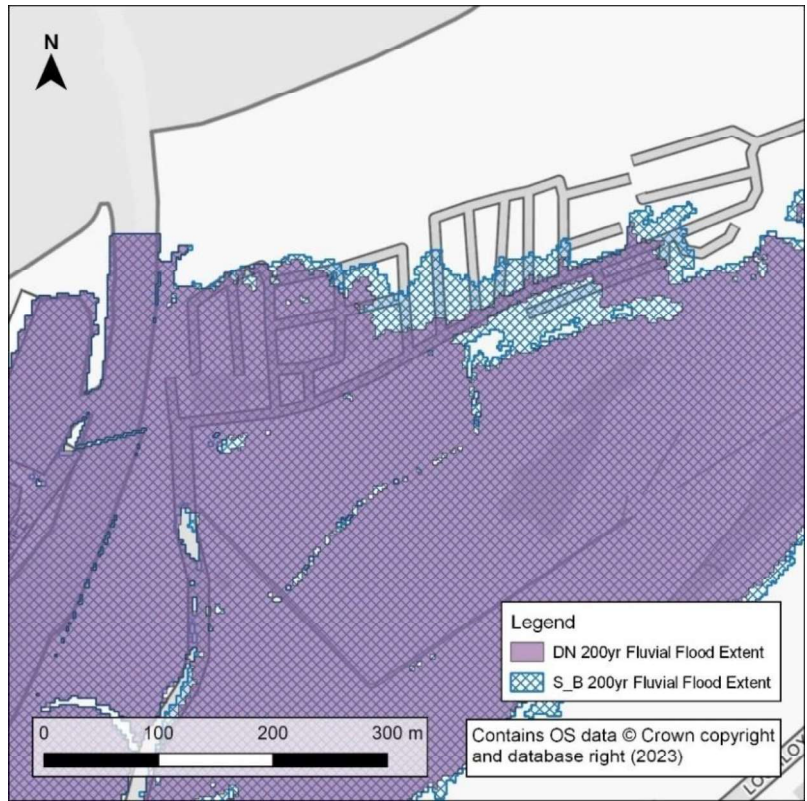 N
Legend
DN 200yr Fluvial Flood Extent
S_B 200yr Fluvial Flood Extent
0 100 200 300 m
Contains OS data © Crown copyright
and database right (2023)